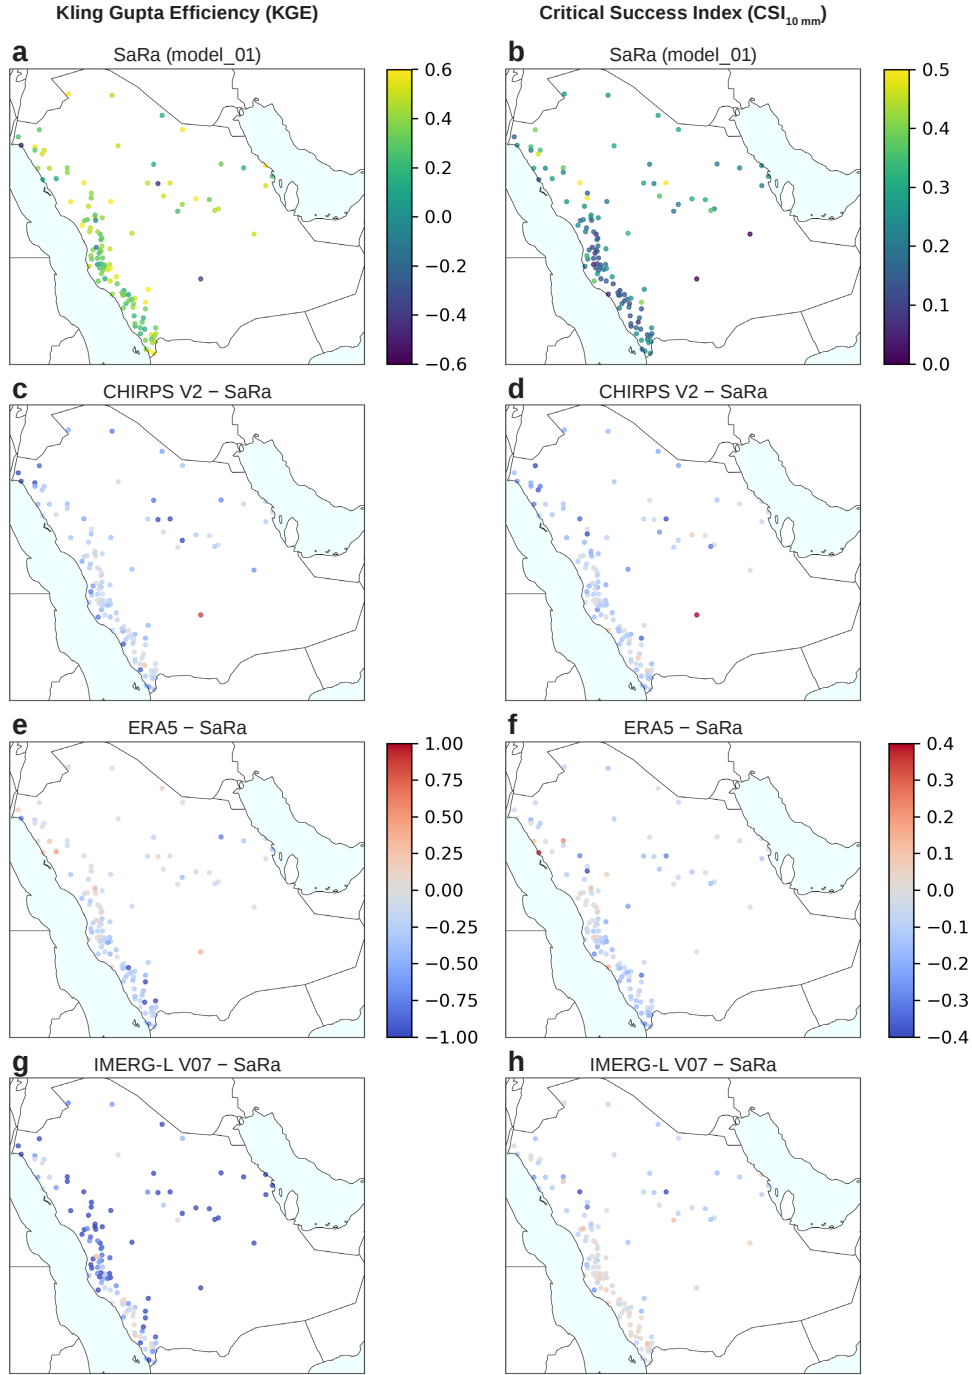 Kling Gupta Efficiency (KGE)
Critical Success Index (CSI10 mm)
a
SaRa (model_01)
b
SaRa (model_01)
0.6
0.4
0.2
0.0
−0.2
−0.4
−0.6
0.5
0.4
0.3
0.2
0.1
0.0
c
CHIRPS V2 − SaRa
d
CHIRPS V2 − SaRa
e
ERA5 − SaRa
f
ERA5 − SaRa
1.00
0.75
0.50
0.25
0.00
−0.25
−0.50
−0.75
−1.00
0.4
0.3
0.2
0.1
0.0
−0.1
−0.2
−0.3
−0.4
g
IMERG-L V07 − SaRa
h
IMERG-L V07 − SaRa